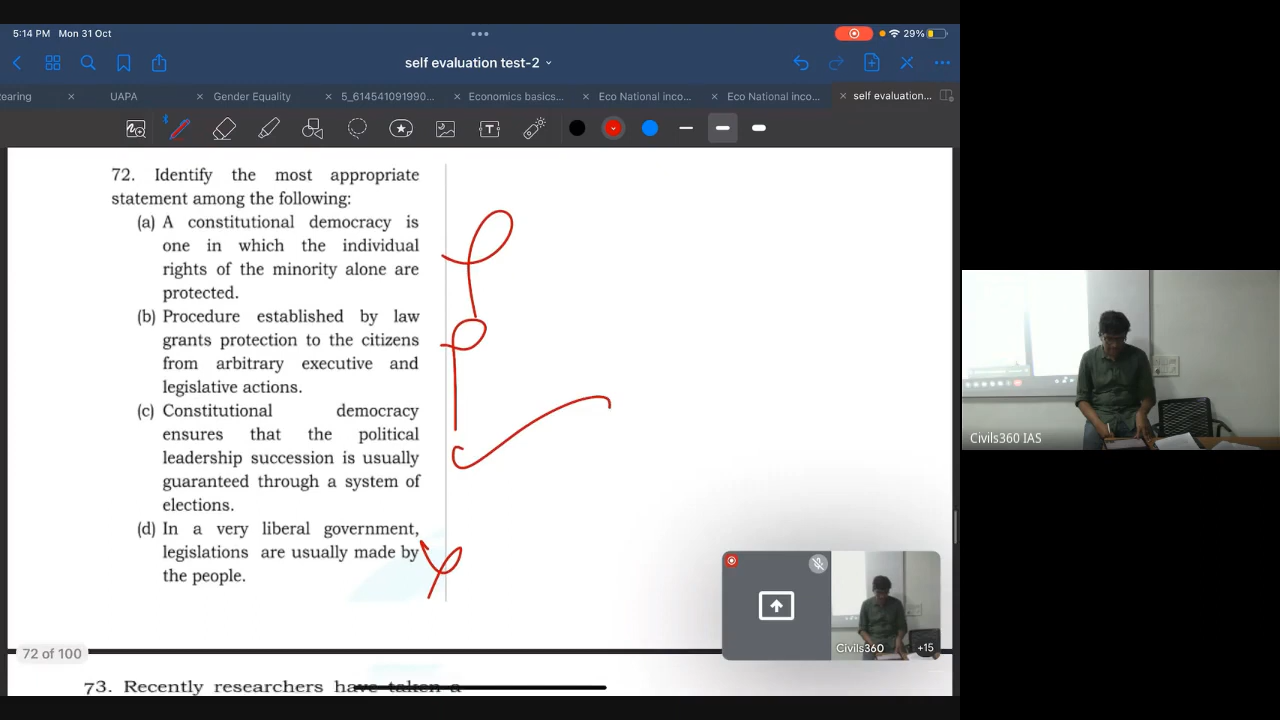 5:14 PM Mon 31 Oct
29%
self evaluation test-2
earing
UAPA
Gender Equality
5_614541091990...
Economics basics...
Eco National inco...
Eco National inco...
self evaluation...
72. Identify the most appropriate
statement among the following:
(a) A constitutional democracy is
one in which the individual
rights of the minority alone are
protected.
(b) Procedure established by law
grants protection to the citizens
from arbitrary executive and
legislative actions.
(c) Constitutional democracy
ensures that the political
leadership succession is usually
guaranteed through a system of
elections.
(d) In a very liberal government,
legislations are usually made by
the people.
72 of 100
73. Recently researchers have taken a
Civils360
+15
Civils360 IAS